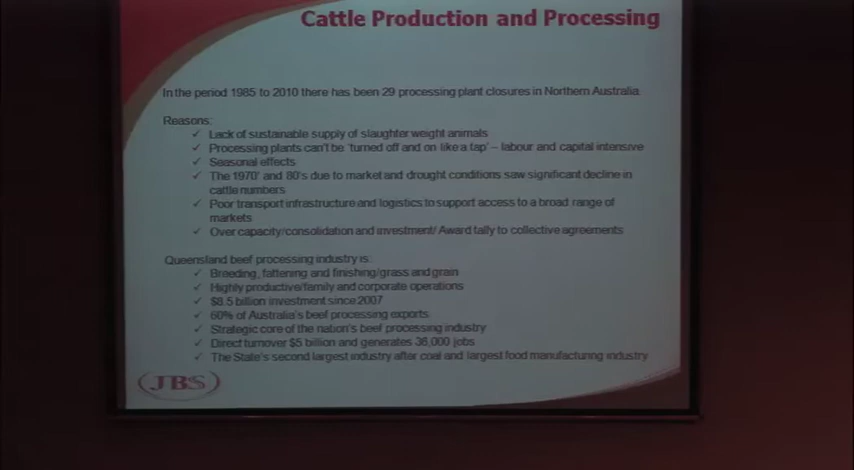 Cattle Production and Processing
In the period 1985 to 2010 there has been 29 processing plant closures in Northern Australia.
Reasons:
✓ Lack of sustainable supply of slaughter weight animals
✓ Processing plants can't be 'turned off and on like a tap' – labour and capital intensive
✓ Seasonal effects
✓ The 1970' and 80's due to market and drought conditions saw significant decline in
cattle numbers
✓ Poor transport infrastructure and logistics to support access to a broad range of
markets
✓ Over capacity/consolidation and investment/ Award tally to collective agreements
Queensland beef processing industry is:
✓ Breeding, fattening and finishing/grass and grain
✓ Highly productive/family and corporate operations
✓ $8.5 billion investment since 2007
✓ 60% of Australia's beef processing exports
✓ Strategic core of the nation's beef processing industry
✓ Direct turnover $5 billion and generates 36,000 jobs
✓ The State's second largest industry after coal and largest food manufacturing industry
JBS